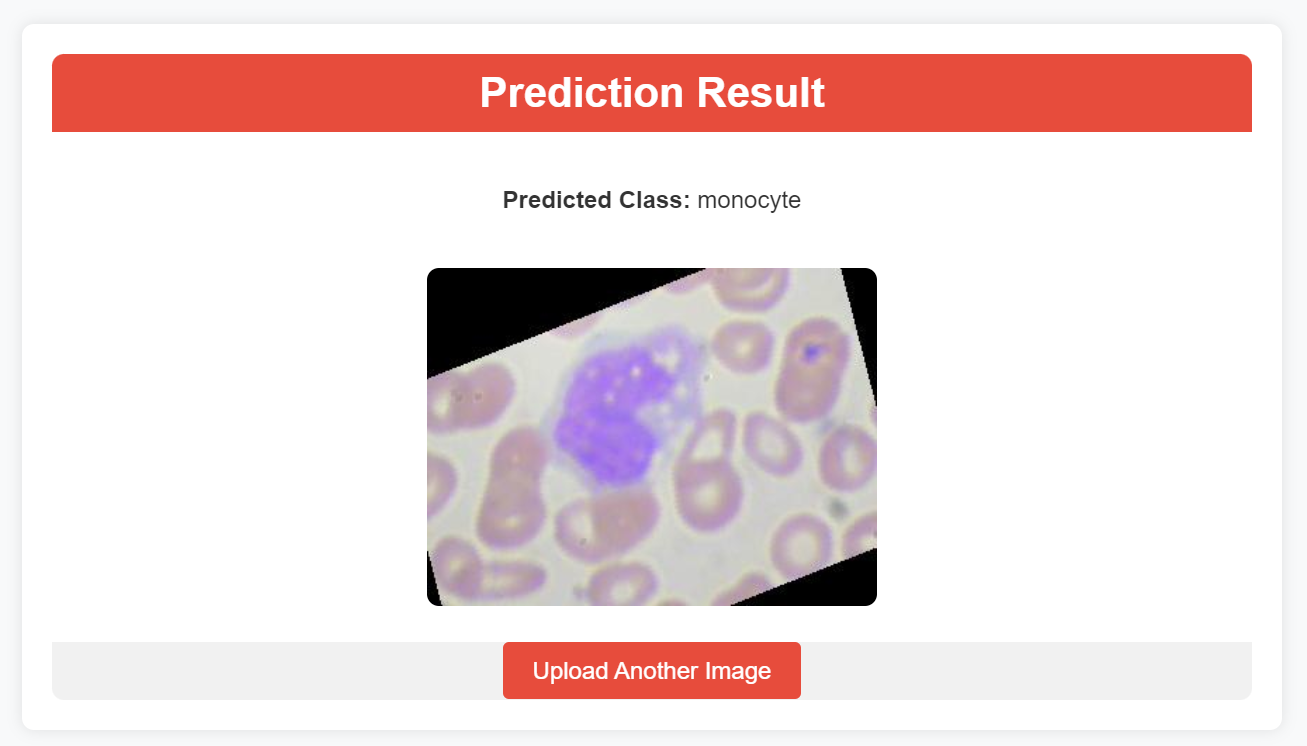 Prediction Result
Predicted Class: monocyte
Upload Another Image